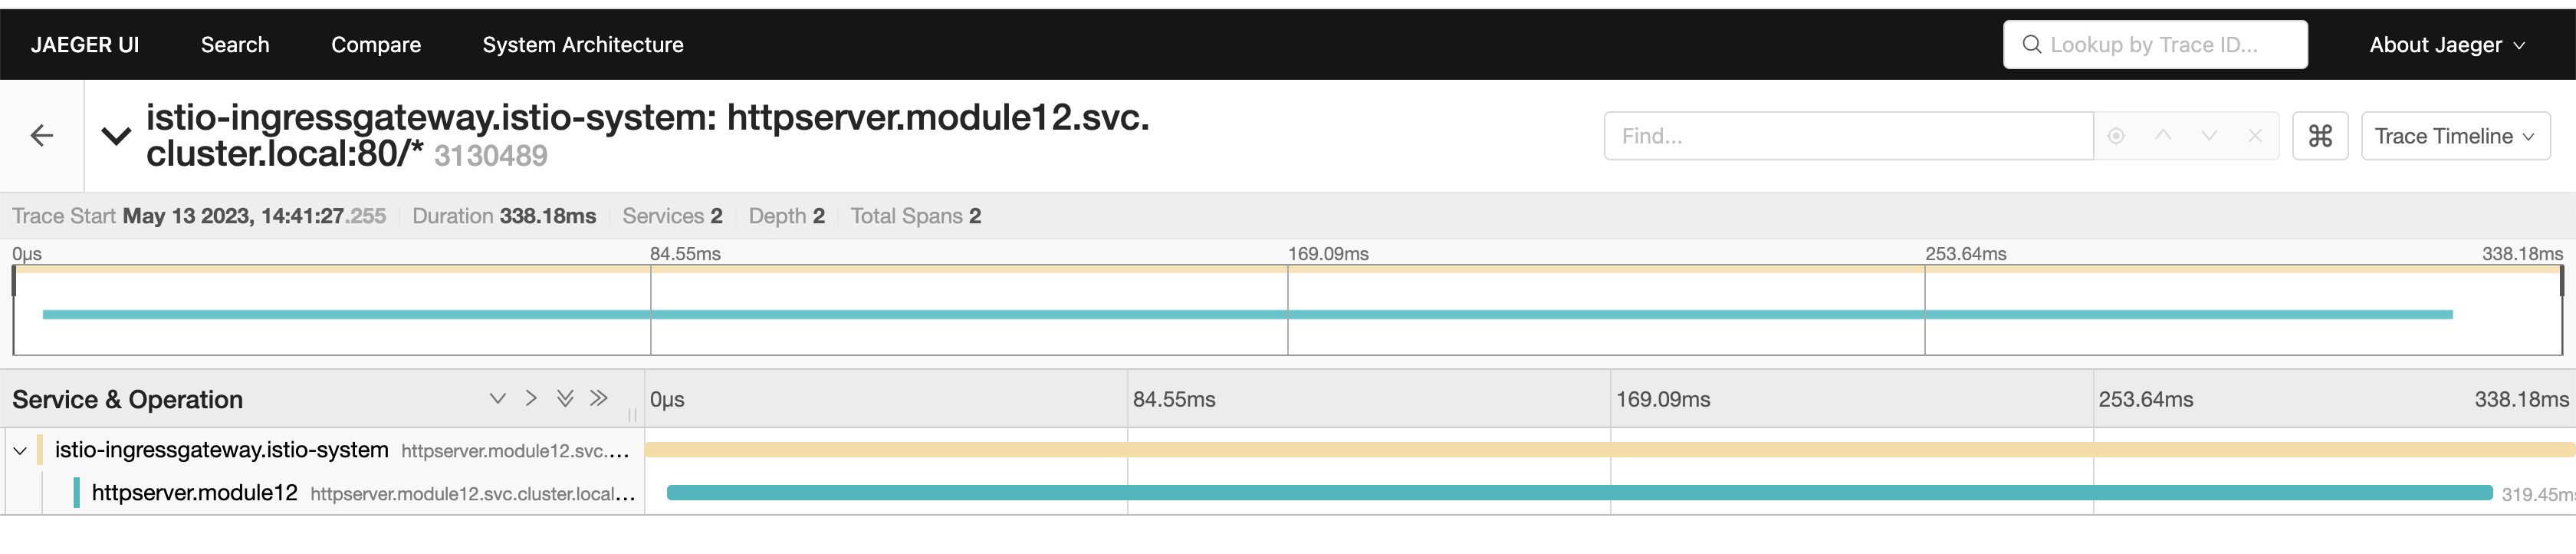 JAEGER UI Search Compare System Architecture Lookup by Trace ID... About Jaeger
istio-ingressgateway.istio-system: httpserver.module12.svc.
cluster.local:80/* 3130489
Find... ⌘ Trace Timeline
Trace Start May 13 2023, 14:41:27.255 Duration 338.18ms Services 2 Depth 2 Total Spans 2
0μs 84.55ms 169.09ms 253.64ms 338.18ms
Service & Operation 0μs 84.55ms 169.09ms 253.64ms 338.18ms
istio-ingressgateway.istio-system httpserver.module12.svc....
httpserver.module12 httpserver.module12.svc.cluster.local... 319.45ms